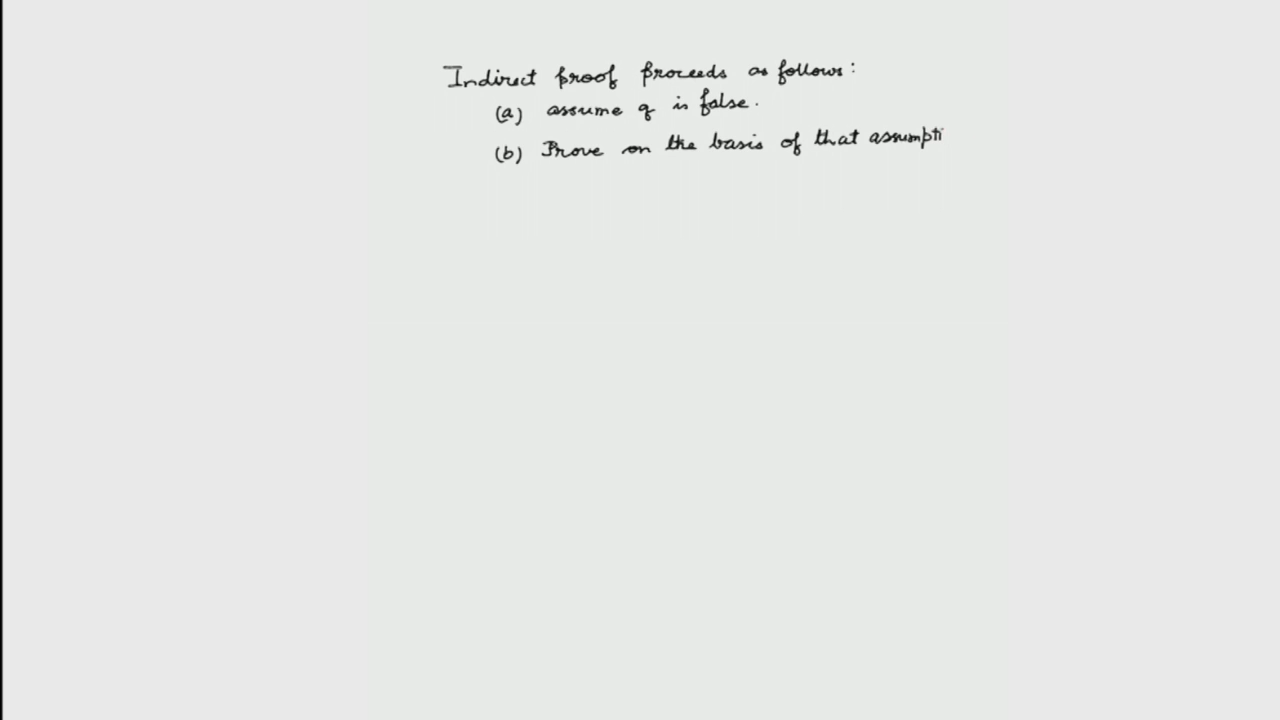 Indirect proof proceeds as follows:
(a) assume q is false.
(b) Prove on the basis of that assumpti